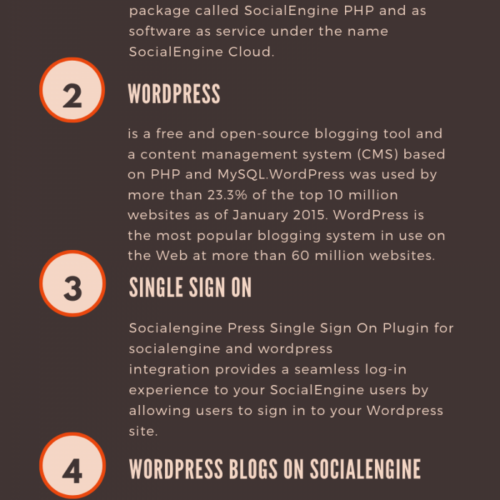 package called SocialEngine PHP and as
software as service under the name
SocialEngine Cloud.
2
WORDPRESS
is a free and open-source blogging tool and
a content management system (CMS) based
on PHP and MySQL.WordPress was used by
more than 23.3% of the top 10 million
websites as of January 2015. WordPress is
the most popular blogging system in use on
the Web at more than 60 million websites.
3
SINGLE SIGN ON
Socialengine Press Single Sign On Plugin for
socialengine and wordpress
integration provides a seamless log-in
experience to your SocialEngine users by
allowing users to sign in to your Wordpress
site.
4
WORDPRESS BLOGS ON SOCIALENGINE